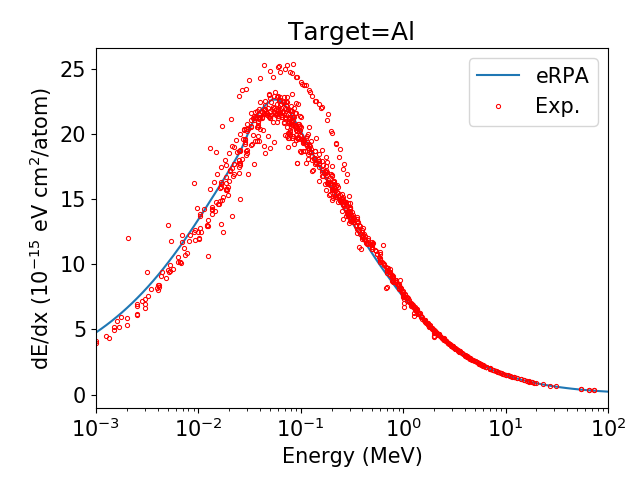 Target=Al
eRPA
Exp.
dE/dx (10⁻¹⁵ eV cm²/atom)
25
20
15
10
5
0
10⁻³ 10⁻² 10⁻¹ 10⁰ 10¹ 10²
Energy (MeV)